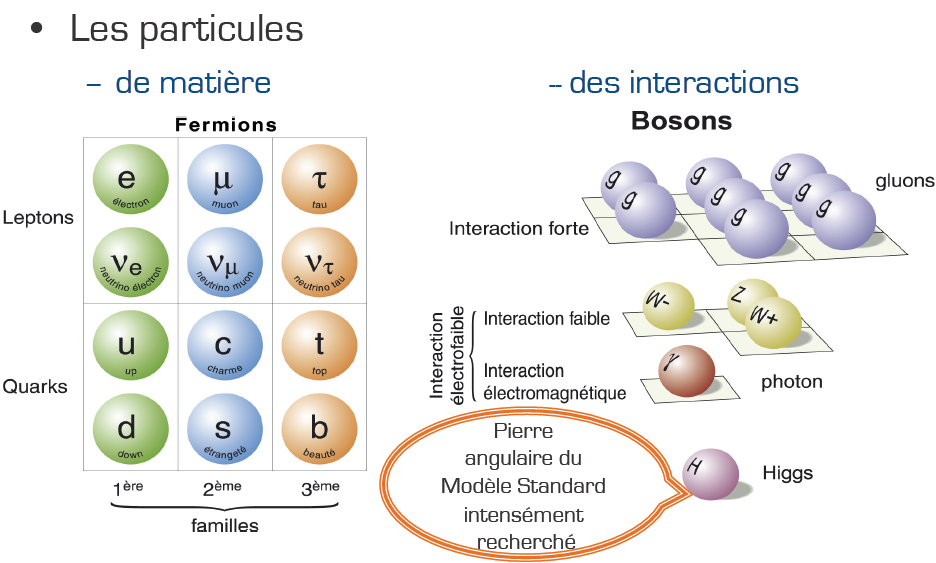 • Les particules
– de matière
Fermions
Leptons
e
électron
μ
muon
τ
tau
νe
neutrino électron
νμ
neutrino muon
ντ
neutrino tau
Quarks
u
up
c
charme
t
top
d
down
s
étrangeté
b
beauté
1ère
2ème
3ème
familles
-- des interactions
Bosons
g
g
g
g
g
g
g
g
gluons
Interaction forte
Interaction
électrofaible
Interaction faible
W-
Z
W+
Interaction
électromagnétique
γ
photon
Pierre
angulaire du
Modèle Standard
intensément
recherché
H
Higgs